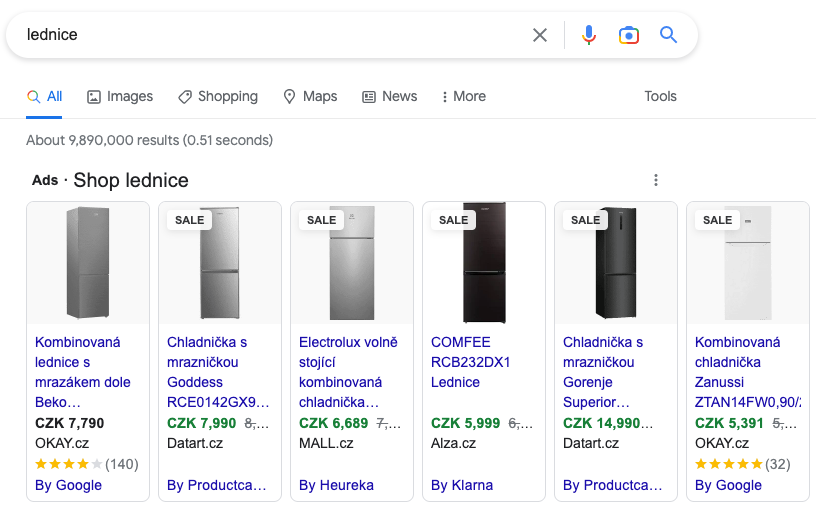 lednice
All Images Shopping Maps News More Tools
About 9,890,000 results (0.51 seconds)
Ads · Shop lednice
SALE SALE SALE SALE SALE
Kombinovaná
lednice s
mrazákem dole
Beko…
CZK 7,790
OKAY.cz
(140)
By Google
Chladnička s
mrazničkou
Goddess
RCE0142GX9...
CZK 7,990 8,...
Datart.cz
By Productca...
Electrolux volně
stojící
kombinovaná
chladnička…
CZK 6,689 7,...
MALL.cz
By Heureka
COMFEE
RCB232DX1
Lednice
CZK 5,999 6,...
Alza.cz
By Klarna
Chladnička s
mrazničkou
Gorenje
Superior…
CZK 14,990...
Datart.cz
By Productca...
Kombinovaná
chladnička
Zanussi
ZTAN14FW0,90/
CZK 5,391 5,...
OKAY.cz
(32)
By Google